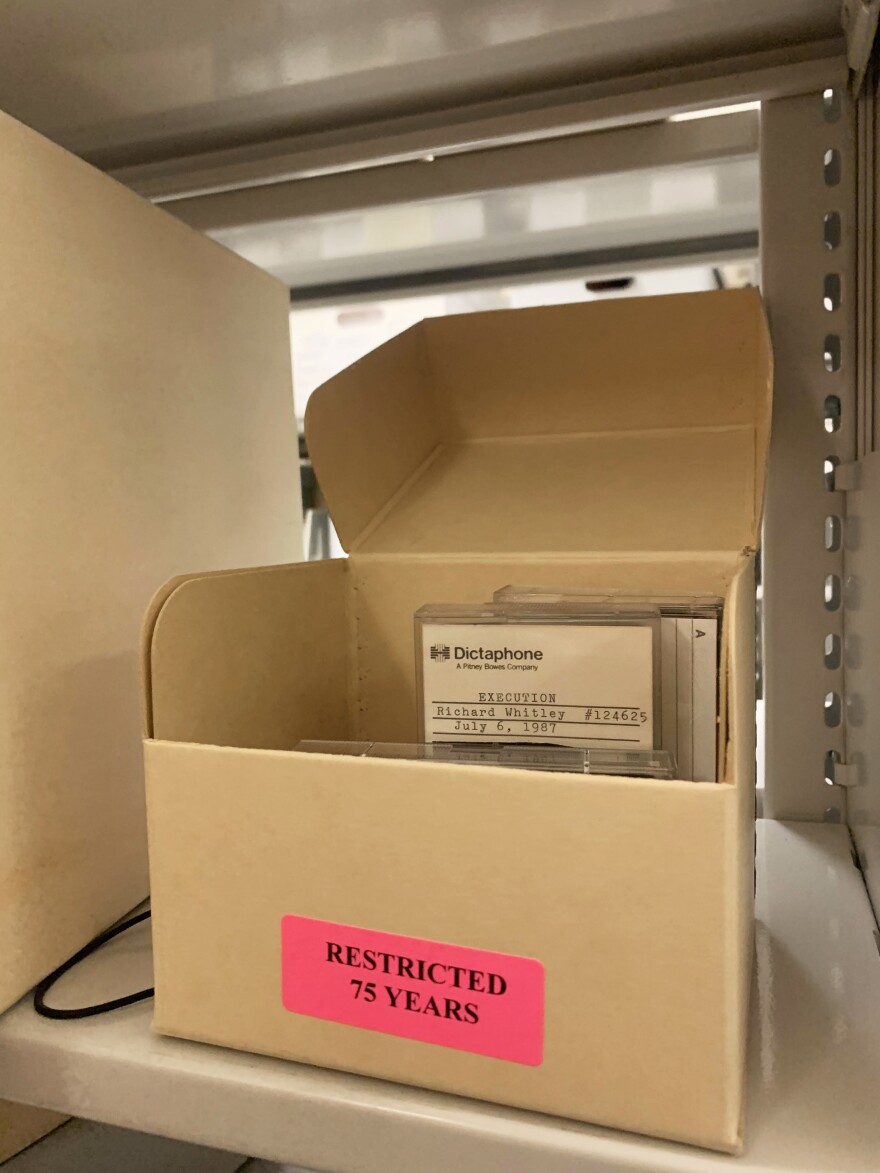 Dictaphone
A Pitney Bowes Company
EXECUTION
Richard Whitley #124625
July 6, 1987
A
RESTRICTED
75 YEARS